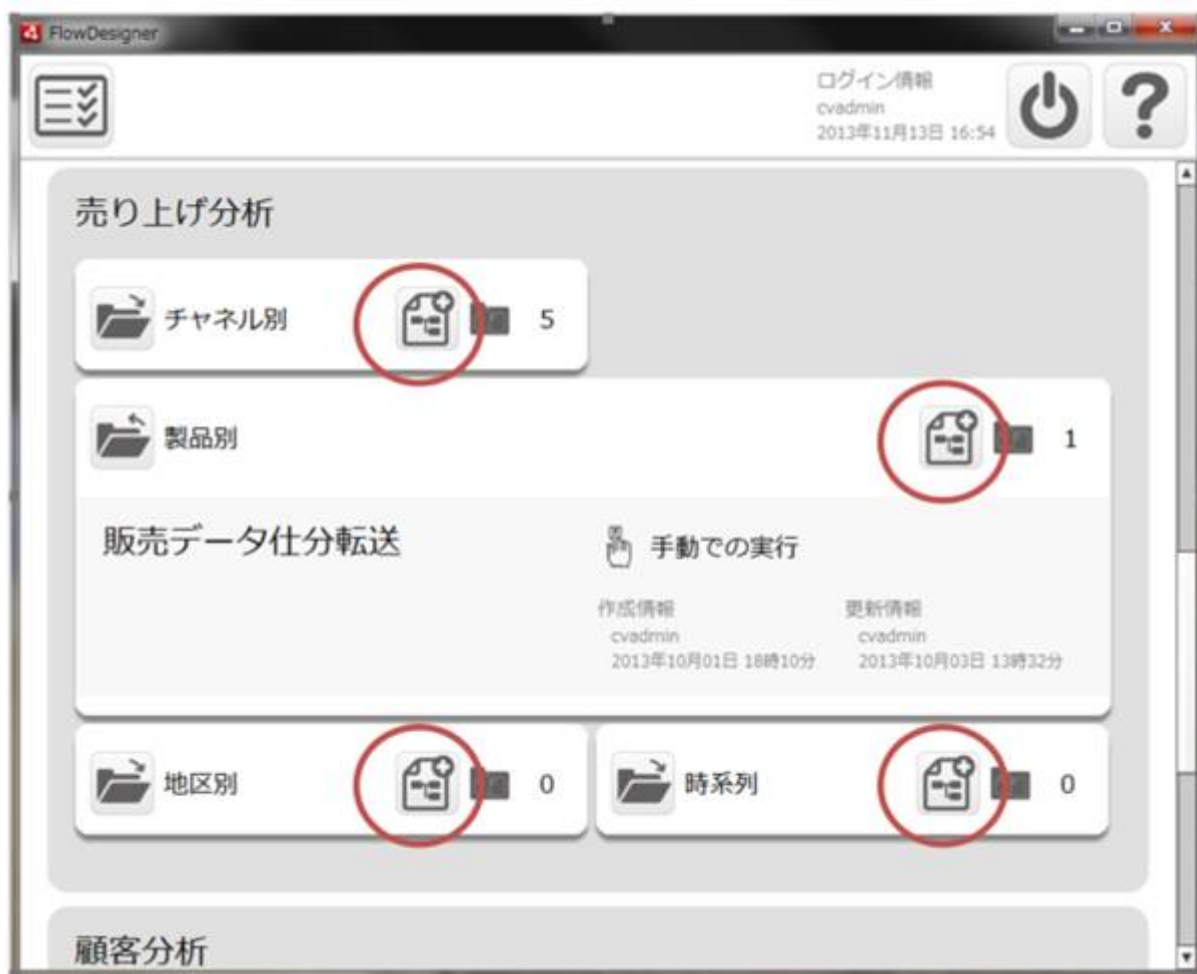 FlowDesigner
ログイン情報
cvadmin
2013年11月13日 16:54
売り上げ分析
チャネル別 5
製品別 1
販売データ仕分転送
手動での実行
作成情報 更新情報
cvadmin cvadmin
2013年10月01日 18時10分 2013年10月03日 13時32分
地区別 0 時系列 0
顧客分析